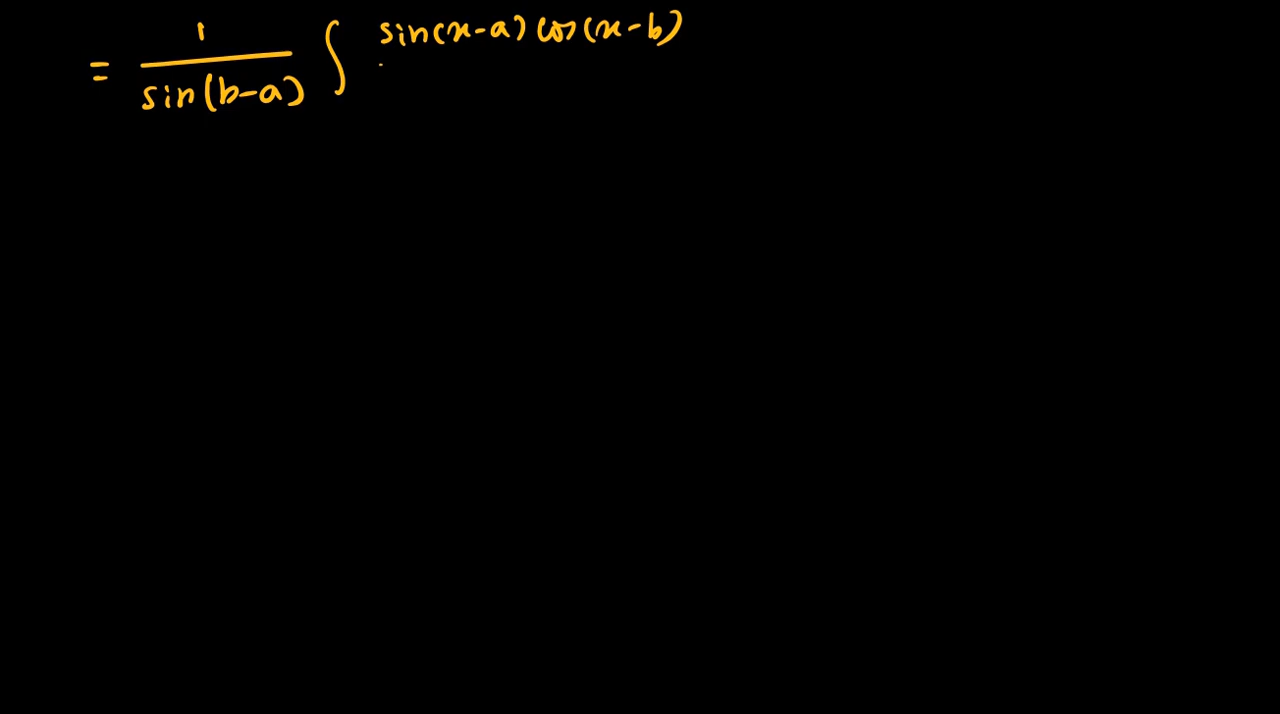 = 1/sin(b-a) ∫ sin(x-a) cos(x-b)